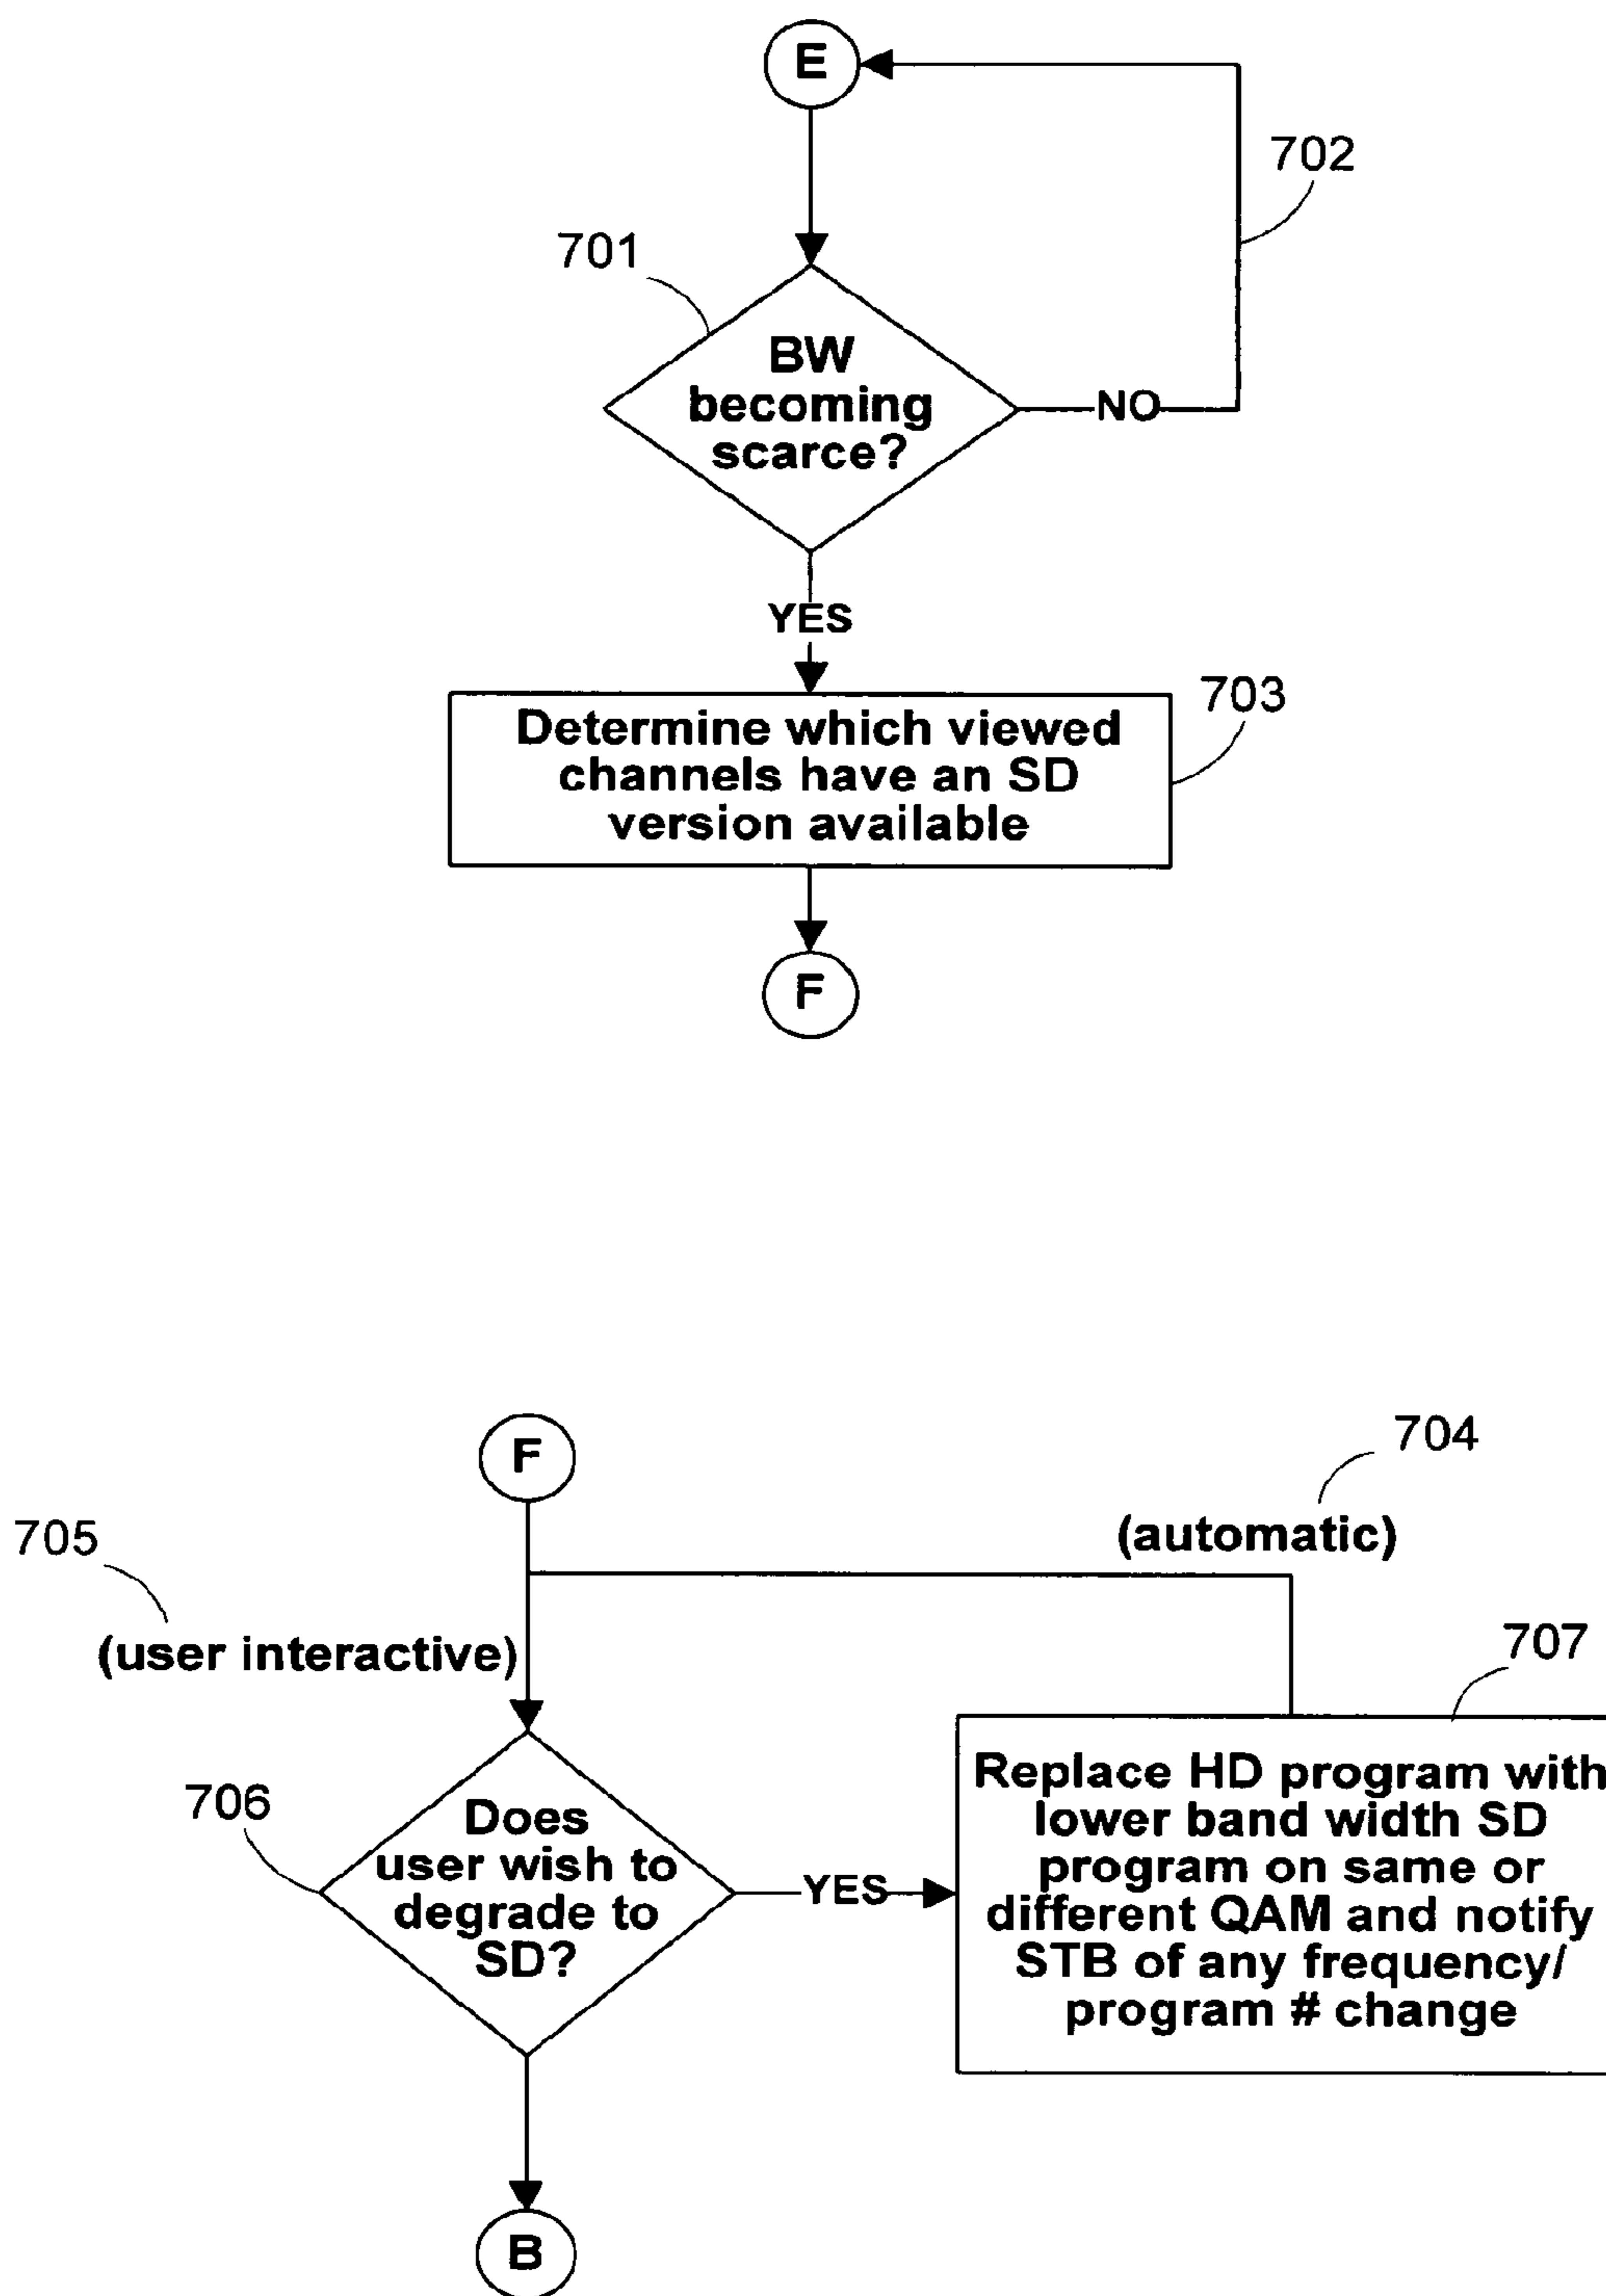 E
702
701
BW
becoming
scarce?
NO
YES
703
Determine which viewed
channels have an SD
version available
F
F
704
(automatic)
705
(user interactive)
707
706
Does
user wish to
degrade to
SD?
YES
Replace HD program with
lower band width SD
program on same or
different QAM and notify
STB of any frequency/
program # change
B